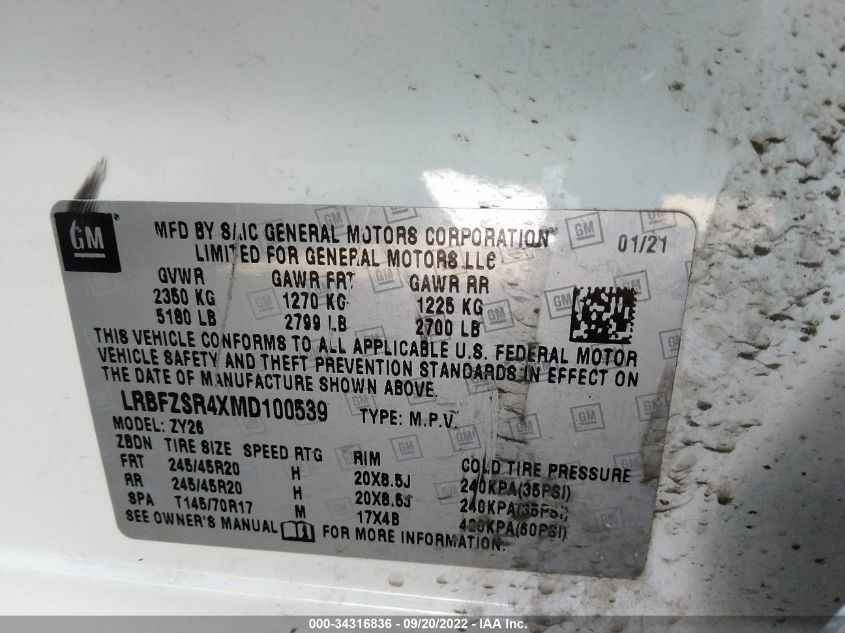 GM
MFD BY SAIC GENERAL MOTORS CORPORATION
LIMITED FOR GENERAL MOTORS LLC
01/21
GVWR GAWR FRT GAWR RR
2350 KG 1270 KG 1225 KG
5180 LB 2799 LB 2700 LB
THIS VEHICLE CONFORMS TO ALL APPLICABLE U.S. FEDERAL MOTOR
VEHICLE SAFETY AND THEFT PREVENTION STANDARDS IN EFFECT ON
THE DATE OF MANUFACTURE SHOWN ABOVE.
LRBFZSR4XMD100539 TYPE: M.P.V.
MODEL: ZY26
ZBDN TIRE SIZE SPEED RTG RIM COLD TIRE PRESSURE
FRT 245/45R20 H 20X8.5J 240KPA(35PSI)
RR 245/45R20 H 20X8.5J 240KPA(35PSI)
SPA T145/70R17 M 17X4B 420KPA(60PSI)
SEE OWNER'S MANUAL FOR MORE INFORMATION.
000-34316836 - 09/20/2022 - IAA Inc.